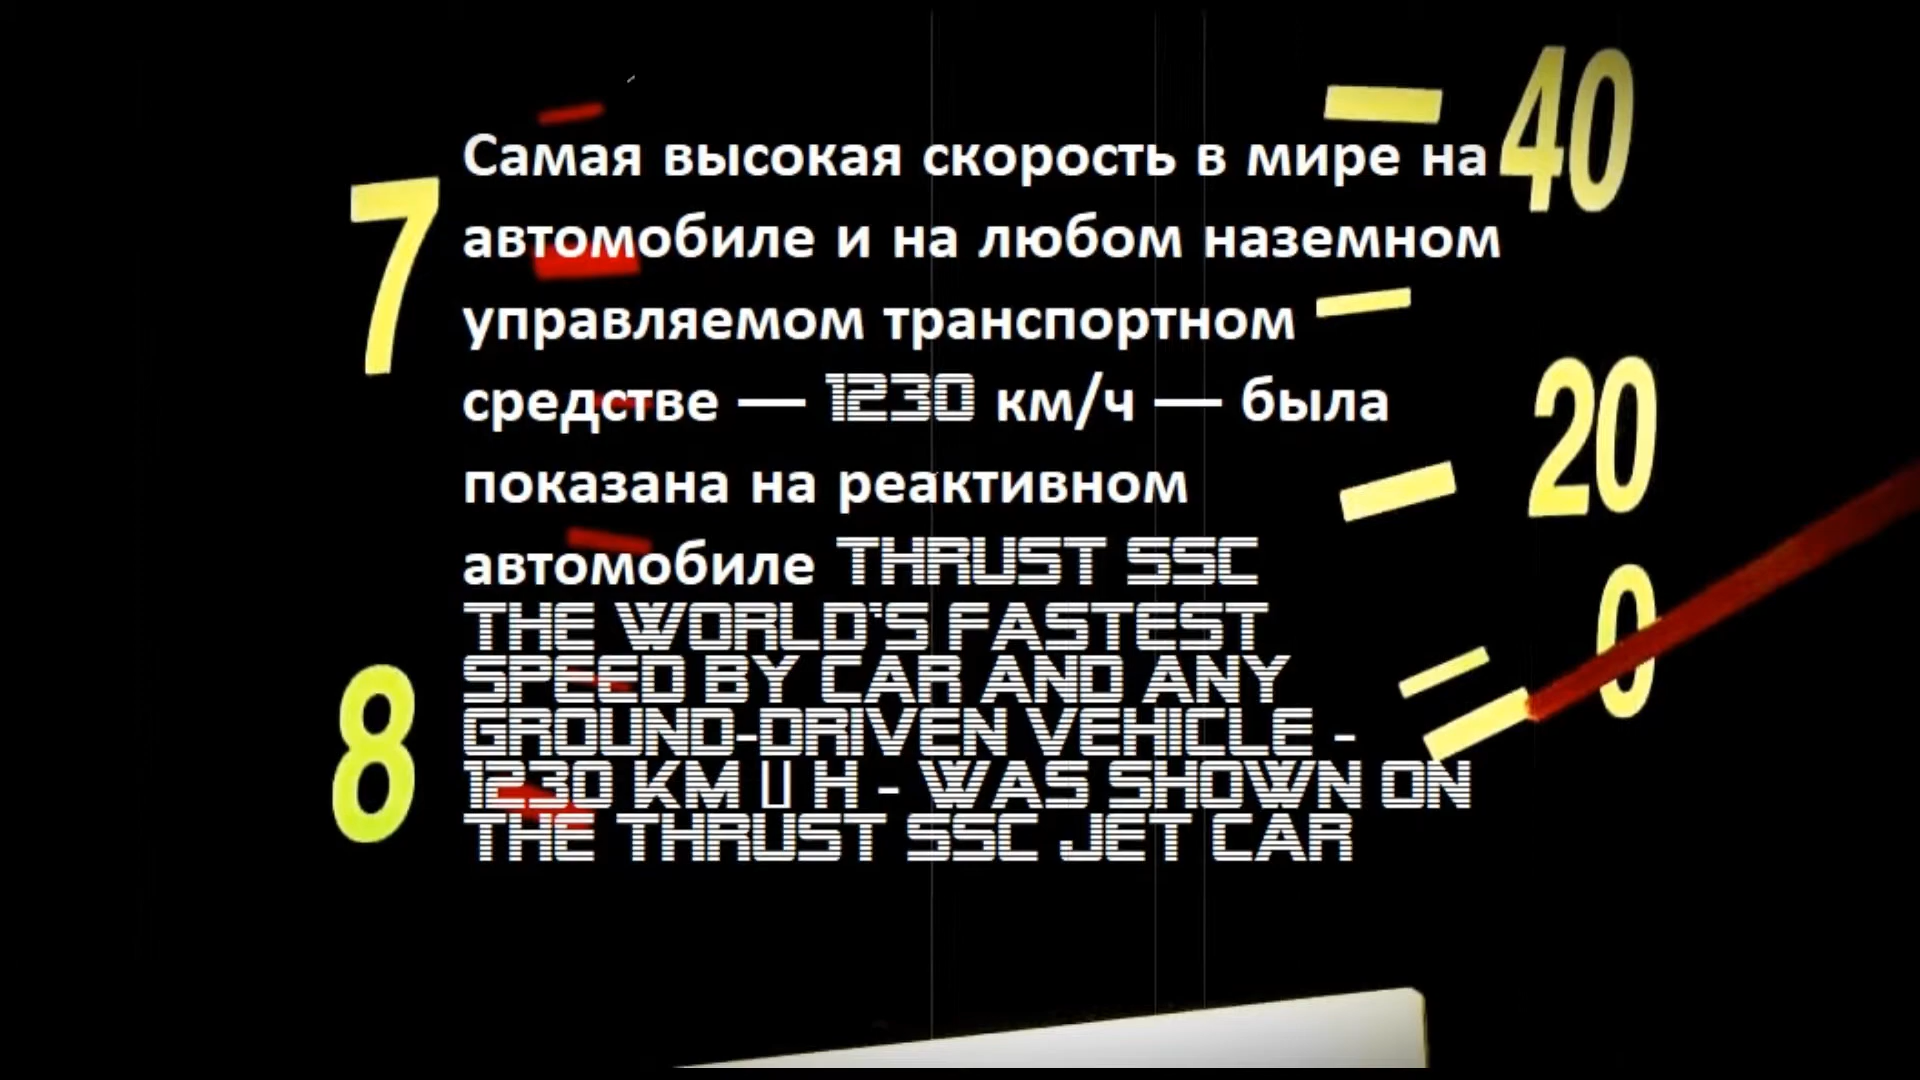 Самая высокая скорость в мире на
автомобиле и на любом наземном
управляемом транспортном
средстве — 1230 км/ч — была
показана на реактивном
автомобиле THRUST SSC
THE WORLD'S FASTEST
SPEED BY CAR AND ANY
GROUND-DRIVEN VEHICLE -
1230 KM ▯ H - WAS SHOWN ON
THE THRUST SSC JET CAR
7
8
40
20
0